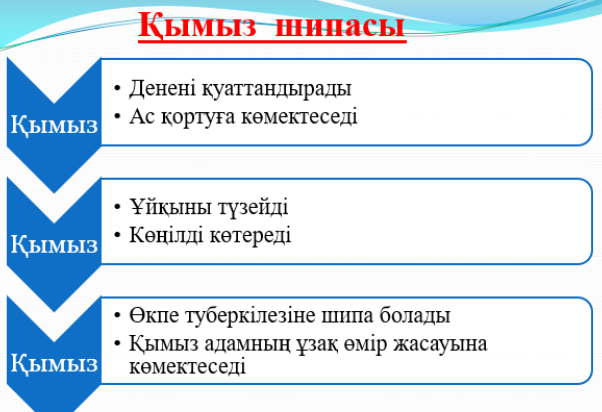 Қымыз шипасы
Қымыз
• Денені қуаттандырады
• Ас қортуға көмектеседі
Қымыз
• Ұйқыны түзейді
• Көңілді көтереді
Қымыз
• Өкпе туберкілезіне шипа болады
• Қымыз адамның ұзақ өмір жасауына
көмектеседі